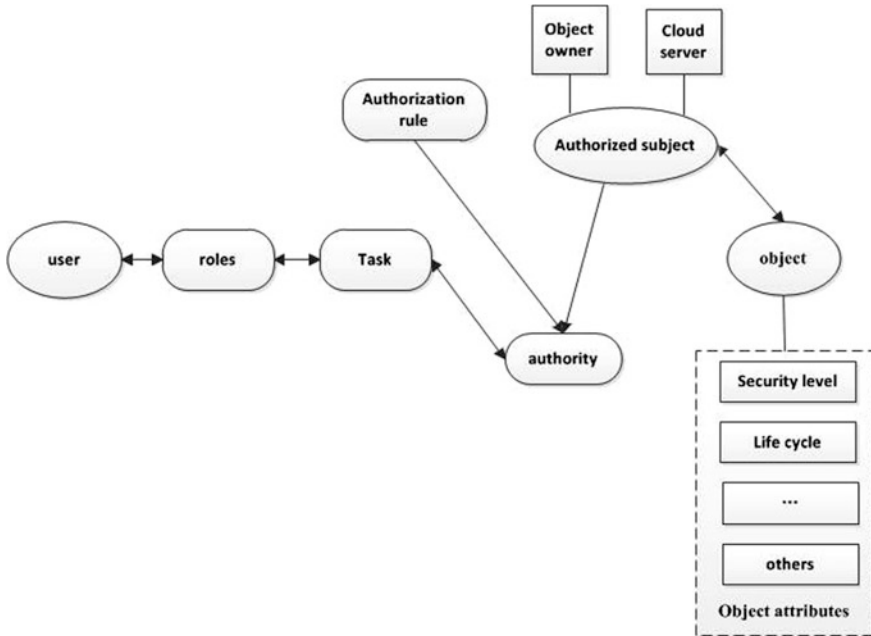 Object
owner
Cloud
server
Authorization
rule
Authorized subject
user
roles
Task
object
authority
Security level
Life cycle
...
others
Object attributes